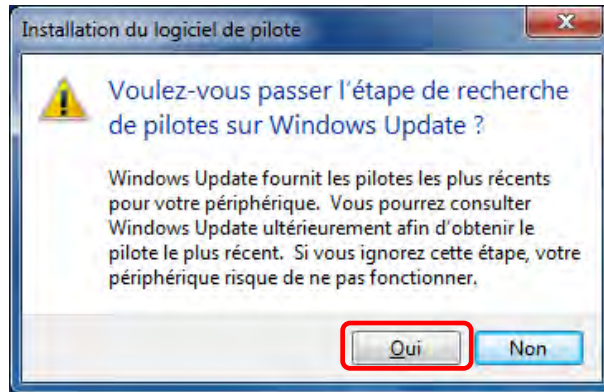 Installation du logiciel de pilote
Voulez-vous passer l'étape de recherche
de pilotes sur Windows Update ?
Windows Update fournit les pilotes les plus récents
pour votre périphérique. Vous pourrez consulter
Windows Update ultérieurement afin d'obtenir le
pilote le plus récent. Si vous ignorez cette étape, votre
périphérique risque de ne pas fonctionner.
Oui Non